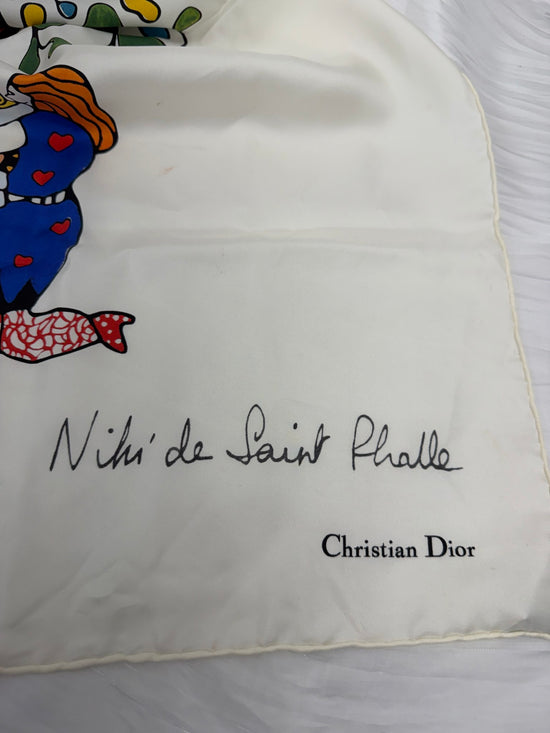 Niki de Saint Phalle
Christian Dior